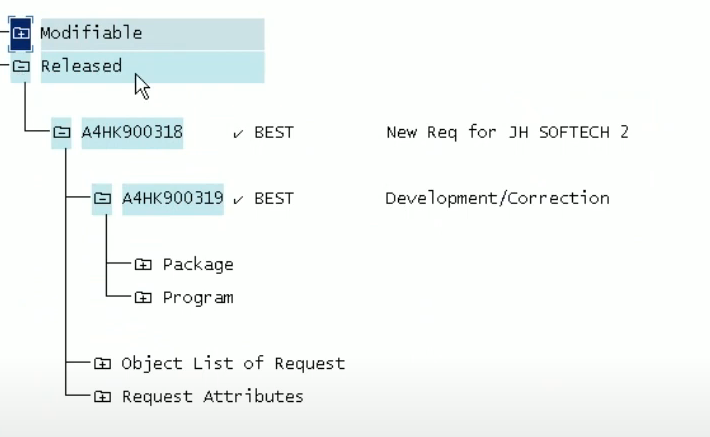 Modifiable
Released
A4HK900318 ✓ BEST New Req for JH SOFTECH 2
A4HK900319 ✓ BEST Development/Correction
Package
Program
Object List of Request
Request Attributes